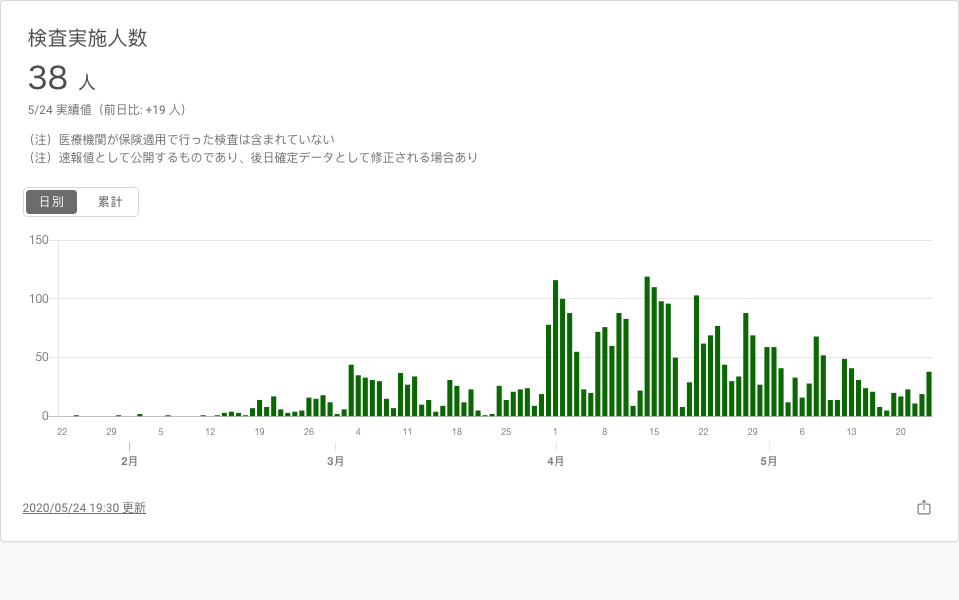 検査実施人数
38 人
5/24 実績値（前日比: +19 人）
（注）医療機関が保険適用で行った検査は含まれていない
（注）速報値として公開するものであり、後日確定データとして修正される場合あり
日別 累計
150
100
50
0
22 29 5 12 19 26 4 11 18 25 1 8 15 22 29 6 13 20
2月 3月 4月 5月
2020/05/24 19:30 更新